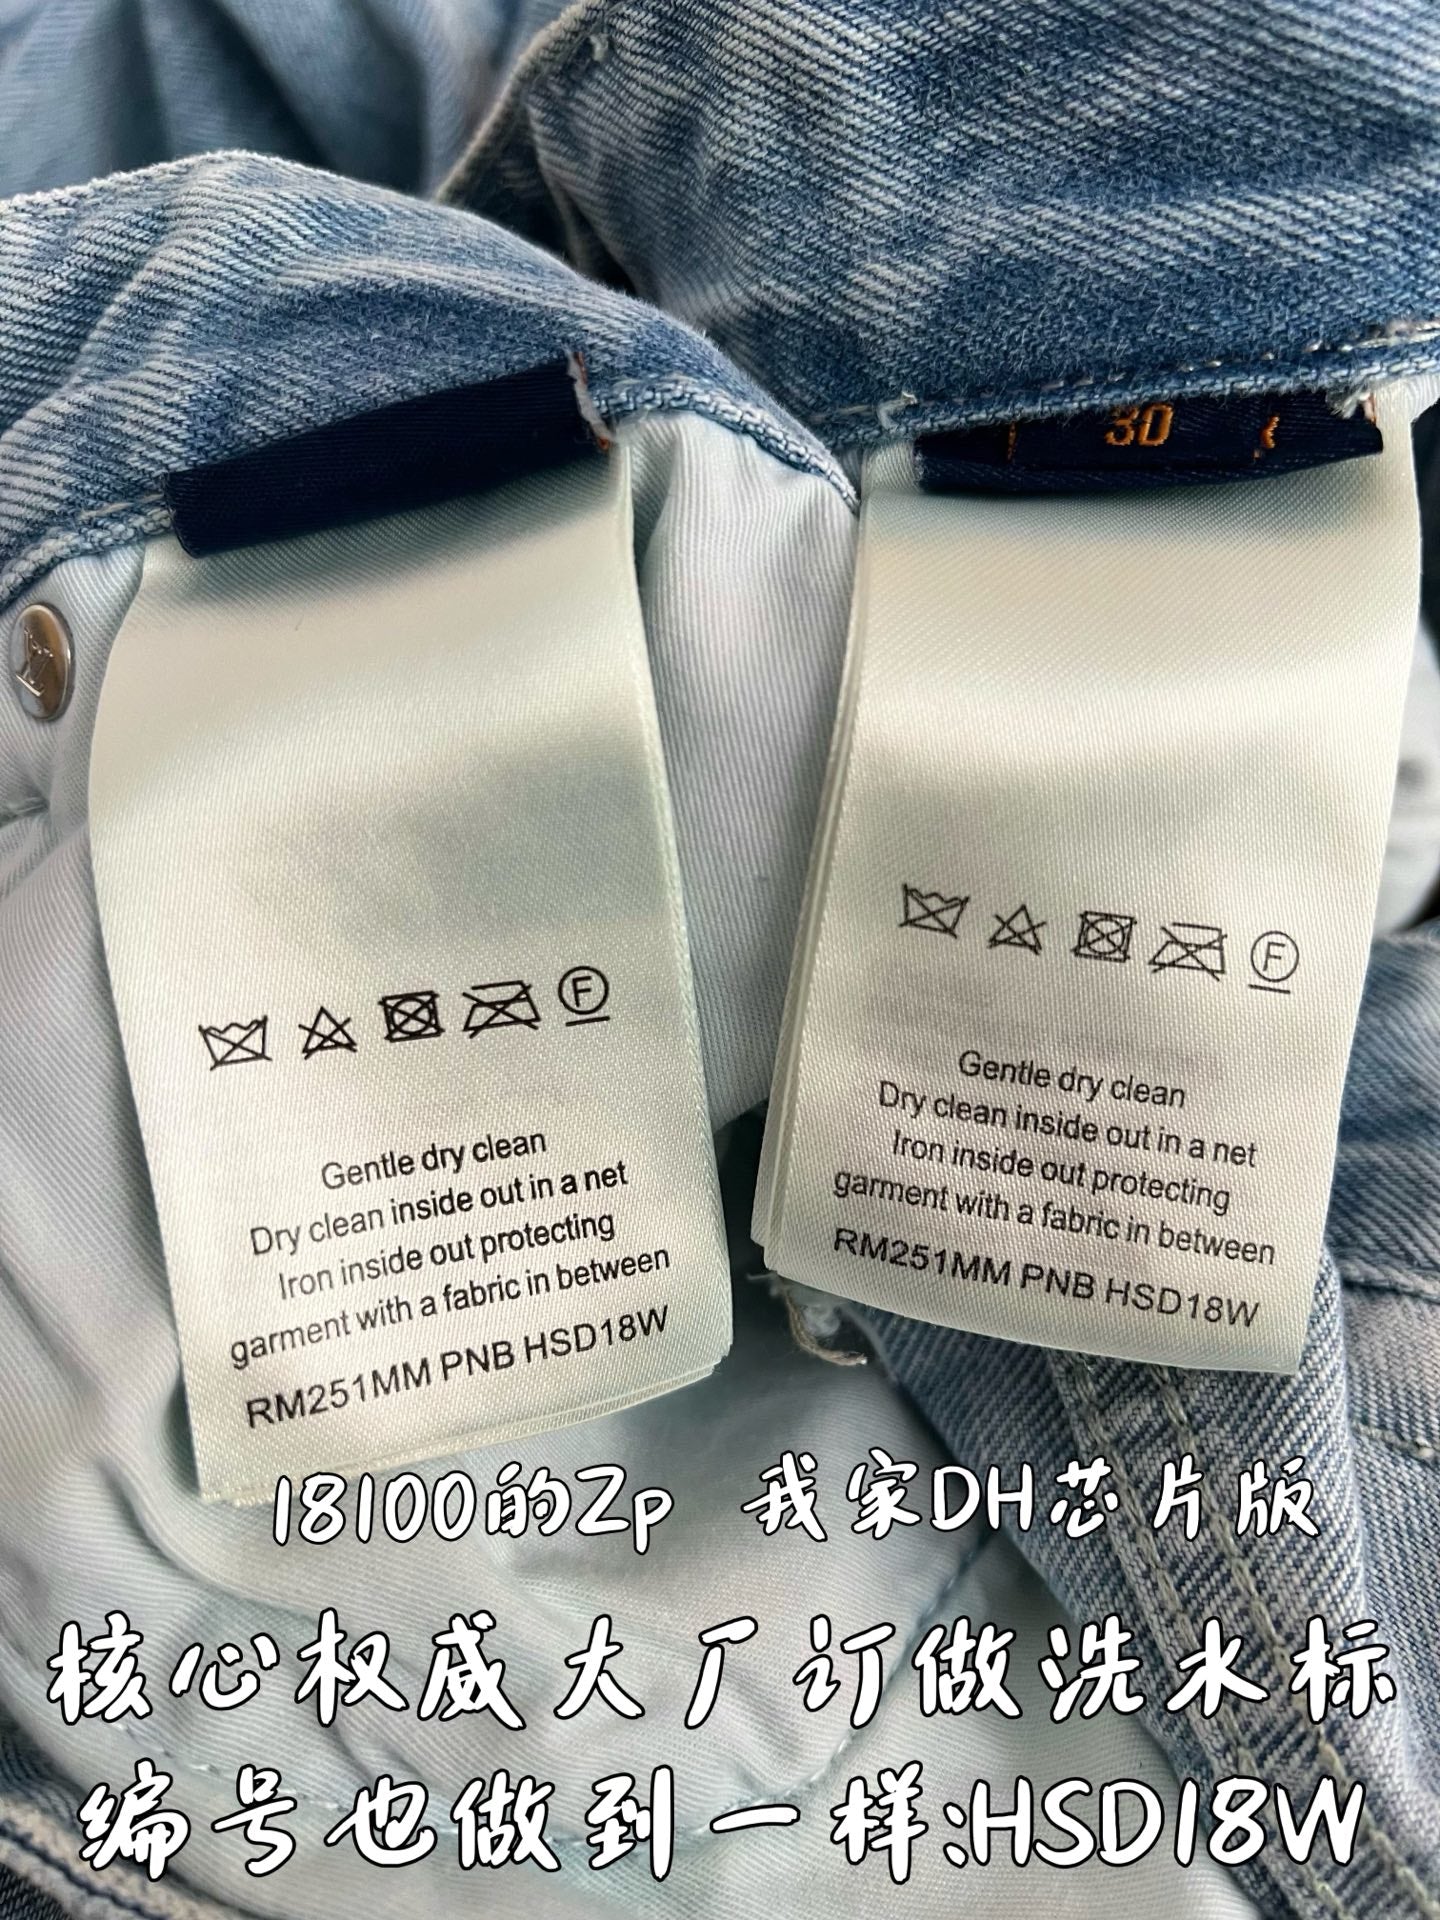 30
Gentle dry clean
Dry clean inside out in a net
Iron inside out protecting
garment with a fabric in between
RM251MM PNB HSD18W
Gentle dry clean
Dry clean inside out in a net
Iron inside out protecting
garment with a fabric in between
RM251MM PNB HSD18W
18100的Zp 我家DH芯片版
核心权威大厂订做洗水标
编号也做到一样:HSD18W